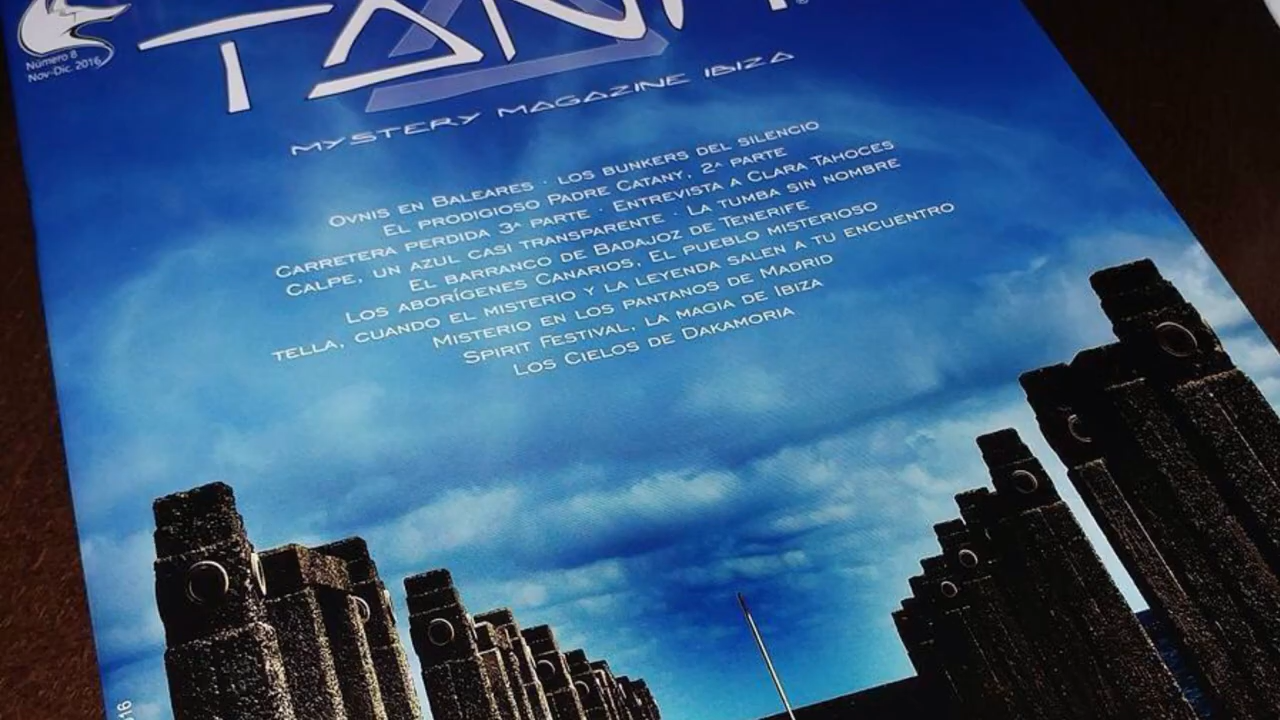 Número 8
Nov-Dic. 2016
MYSTERY MAGAZINE IBIZA
OVNIS EN BALEARES · LOS BUNKERS DEL SILENCIO
EL PRODIGIOSO PADRE CATANY, 2ª PARTE
CARRETERA PERDIDA 3ª PARTE · ENTREVISTA A CLARA TAHOCES
CALPE, UN AZUL CASI TRANSPARENTE · LA TUMBA SIN NOMBRE
EL BARRANCO DE BADAJOZ DE TENERIFE
LOS ABORÍGENES CANARIOS, EL PUEBLO MISTERIOSO
TELLA, CUANDO EL MISTERIO Y LA LEYENDA SALEN A TU ENCUENTRO
MISTERIO EN LOS PANTANOS DE MADRID
SPIRIT FESTIVAL, LA MAGIA DE IBIZA
LOS CIELOS DE DAKAMORIA
16